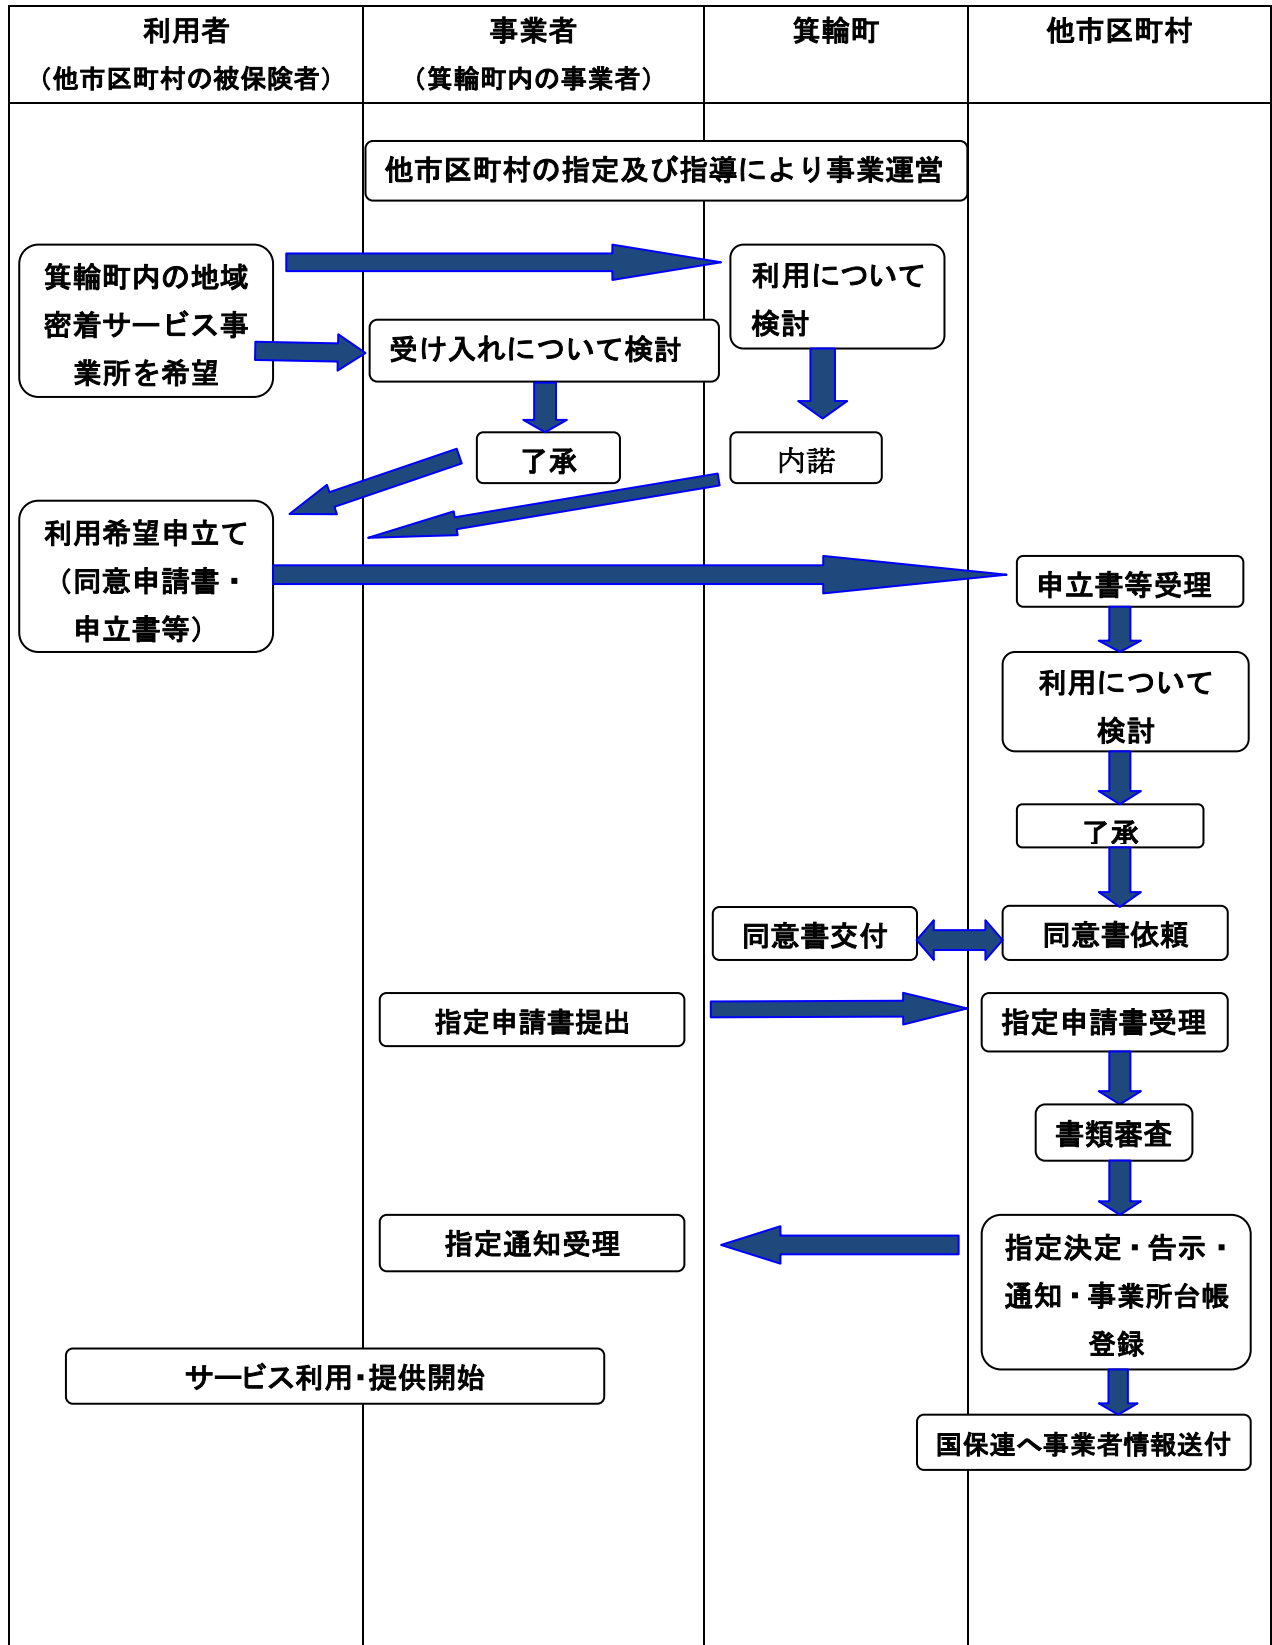 利用者
（他市区町村の被保険者）
事業者
（箕輪町内の事業者）
箕輪町
他市区町村
他市区町村の指定及び指導により事業運営
箕輪町内の地域
密着サービス事
業所を希望
利用について
検討
受け入れについて検討
了承
内諾
利用希望申立て
（同意申請書・
申立書等）
申立書等受理
利用について
検討
了承
同意書交付
同意書依頼
指定申請書提出
指定申請書受理
書類審査
指定通知受理
指定決定・告示・
通知・事業所台帳
登録
サービス利用・提供開始
国保連へ事業者情報送付